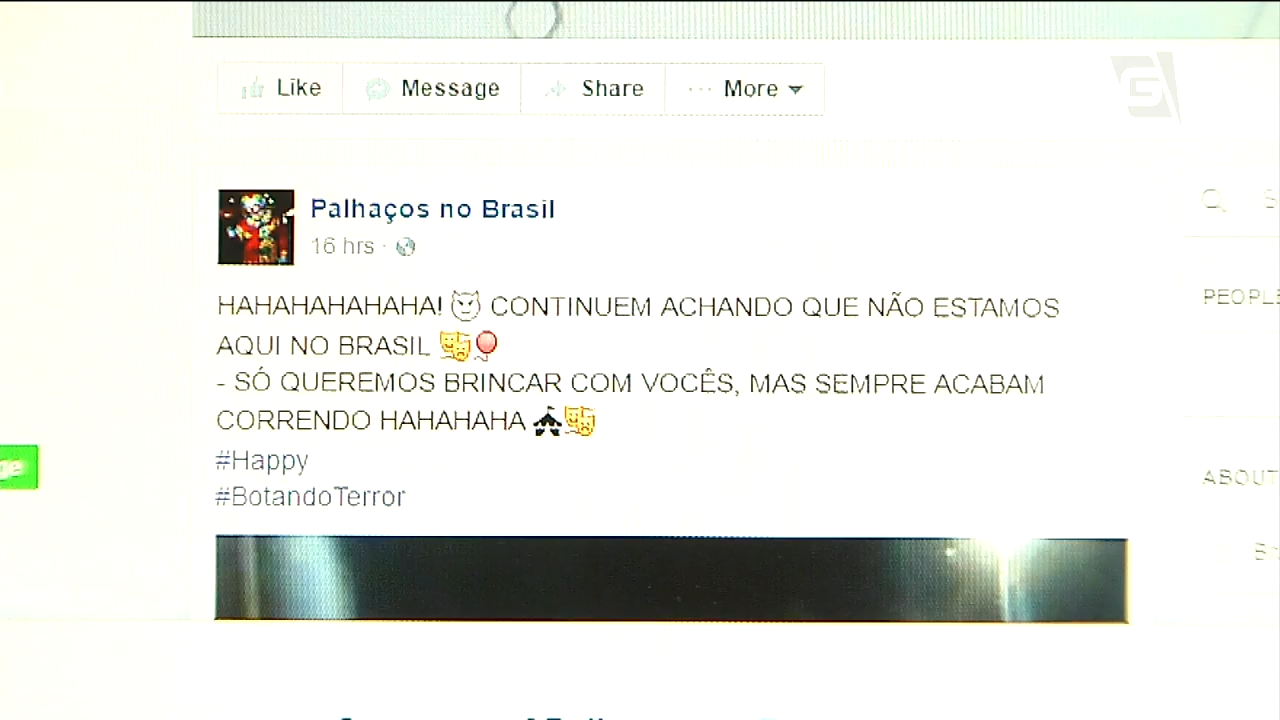 Like Message Share More
Palhaços no Brasil
16 hrs ·
HAHAHAHAHAHA! 😈 CONTINUEM ACHANDO QUE NÃO ESTAMOS
AQUI NO BRASIL 🎭🎈
- SÓ QUEREMOS BRINCAR COM VOCÊS, MAS SEMPRE ACABAM
CORRENDO HAHAHAHA 🎪🎭
#Happy
#BotandoTerror
PEOPLE
ABOUT